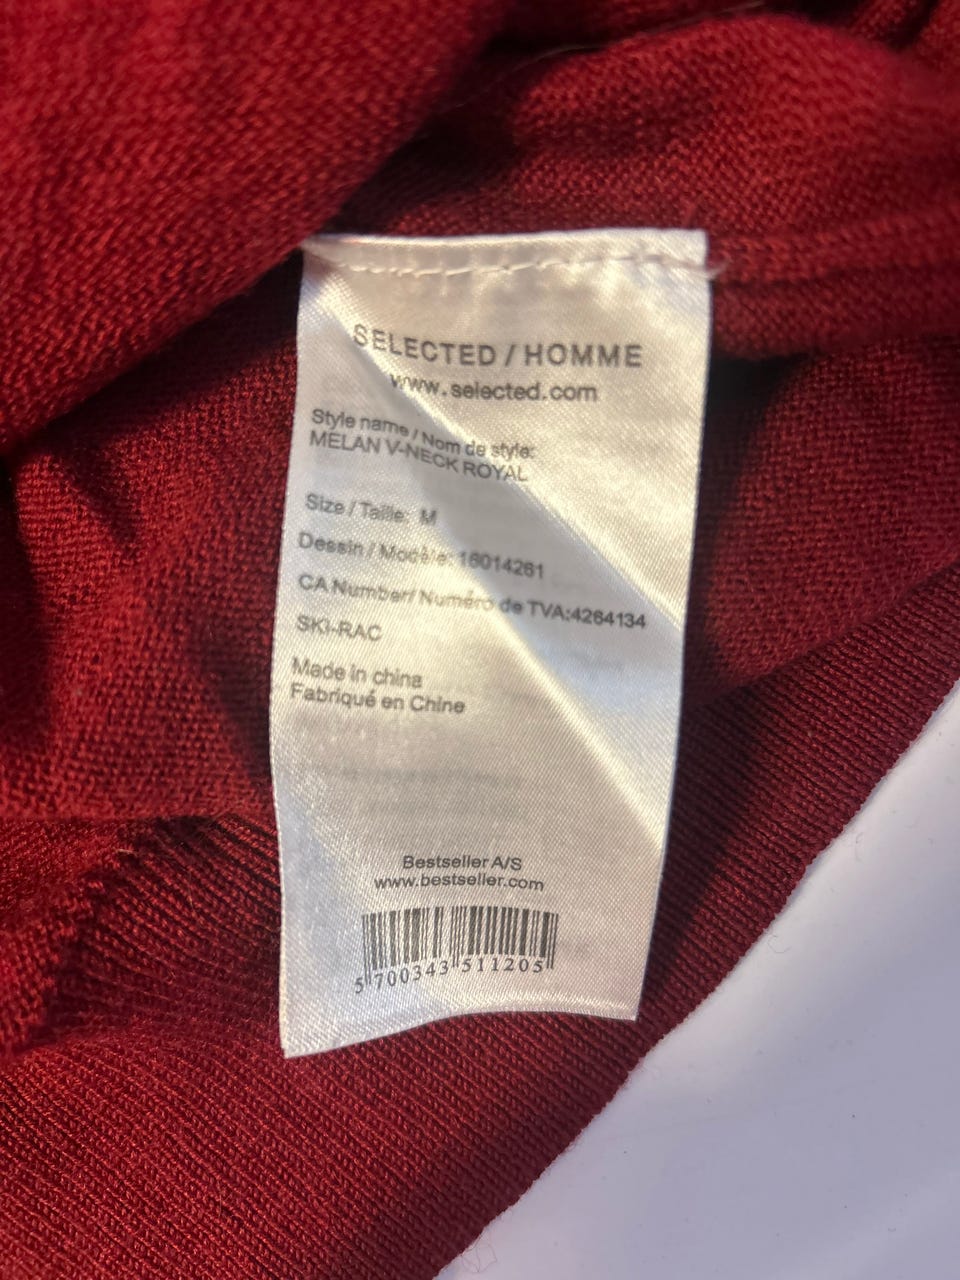 SELECTED / HOMME
www.selected.com
Style name / Nom de style:
MELAN V-NECK ROYAL
Size / Taille: M
Dessin / Modèle: 16014261
CA Number/ Numéro de TVA:4264134
SKI-RAC
Made in china
Fabriqué en Chine
Bestseller A/S
www.bestseller.com
5 700343 511205